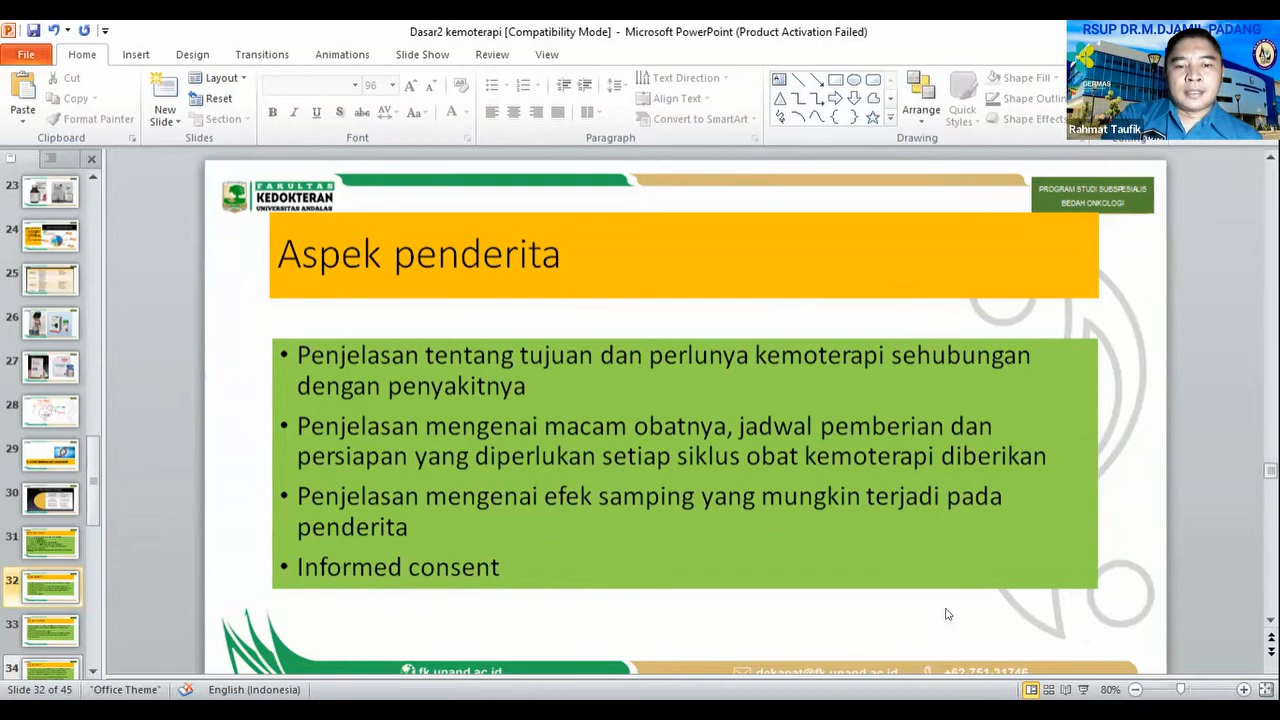 Dasar2 kemoterapi [Compatibility Mode] - Microsoft PowerPoint (Product Activation Failed)
File Home Insert Design Transitions Animations Slide Show Review View
Paste
Cut
Copy
Format Painter
Clipboard
New
Slide
Layout
Reset
Section
Slides
96
B I U S abc AV Aa A
Font
Text Direction
Align Text
Convert to SmartArt
Paragraph
Arrange
Quick
Styles
Shape Fill
Shape Outlin
Shape Effects
Drawing
RSUP DR.M.DJAMIL PADANG
GERMAS
Rahmat Taufik
23
24
25
26
27
28
29
30
31
32
33
34
FAKULTAS
KEDOKTERAN
UNIVERSITAS ANDALAS
PROGRAM STUDI SUBSPESIALIS
BEDAH ONKOLOGI
Aspek penderita
• Penjelasan tentang tujuan dan perlunya kemoterapi sehubungan
dengan penyakitnya
• Penjelasan mengenai macam obatnya, jadwal pemberian dan
persiapan yang diperlukan setiap siklus obat kemoterapi diberikan
• Penjelasan mengenai efek samping yang mungkin terjadi pada
penderita
• Informed consent
fk.unand.ac.id
dekanat@fk.unand.ac.id
+62-751-31746
Slide 32 of 45 "Office Theme" English (Indonesia) 80%